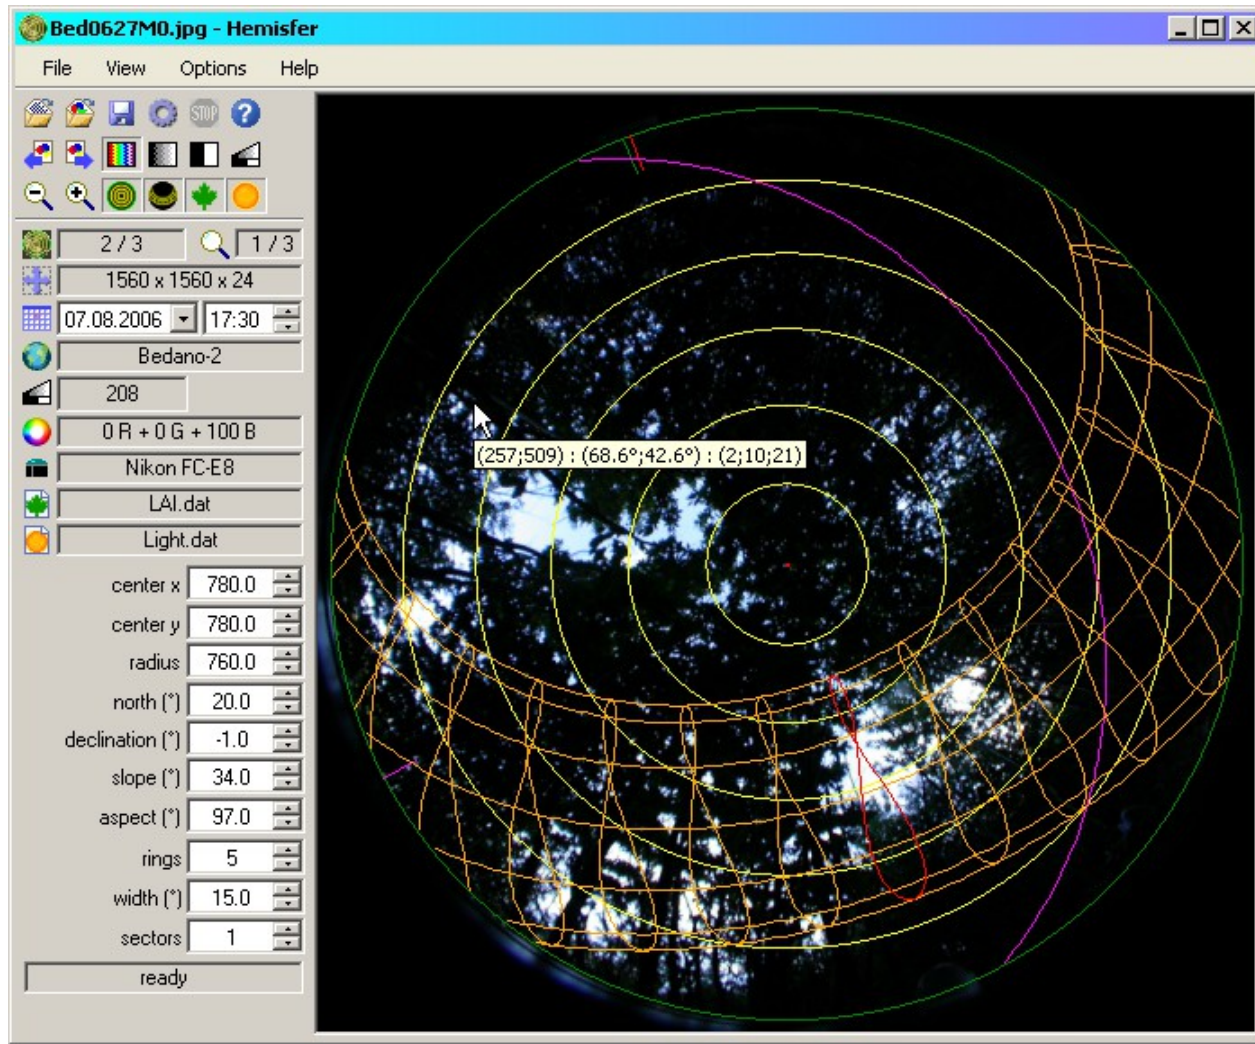 Bed0627M0.jpg - Hemisfer
File View Options Help
STOP ?
2 / 3 1 / 3
1560 x 1560 x 24
07.08.2006 17:30
Bedano-2
208
0 R + 0 G + 100 B
Nikon FC-E8
LAI.dat
Light.dat
center x 780.0
center y 780.0
radius 760.0
north (°) 20.0
declination (°) -1.0
slope (°) 34.0
aspect (°) 97.0
rings 5
width (°) 15.0
sectors 1
ready
(257;509) : (68.6°;42.6°) : (2;10;21)